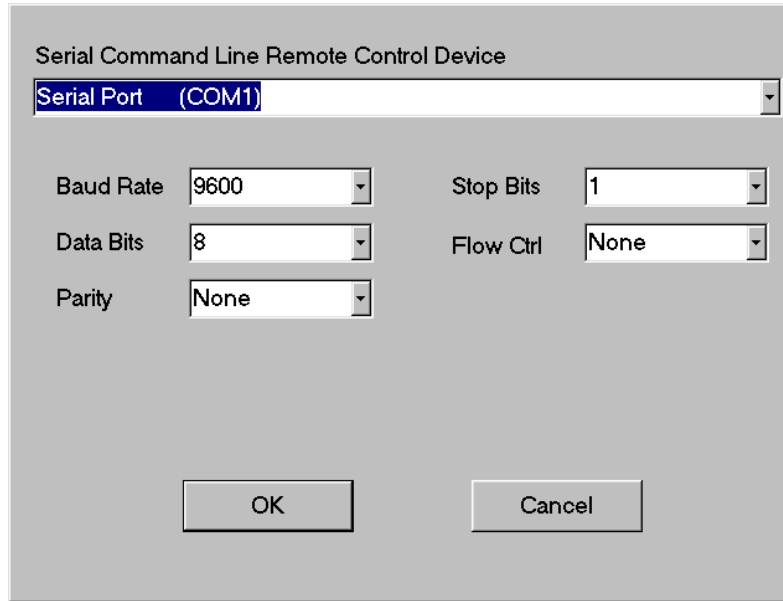 Serial Command Line Remote Control Device
Serial Port (COM1)
Baud Rate 9600 Stop Bits 1
Data Bits 8 Flow Ctrl None
Parity None
OK Cancel